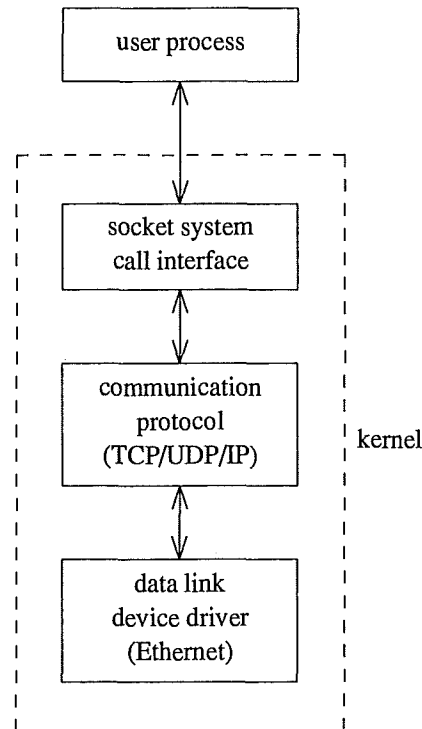 user process
socket system
call interface
communication
protocol
(TCP/UDP/IP)
kernel
data link
device driver
(Ethernet)